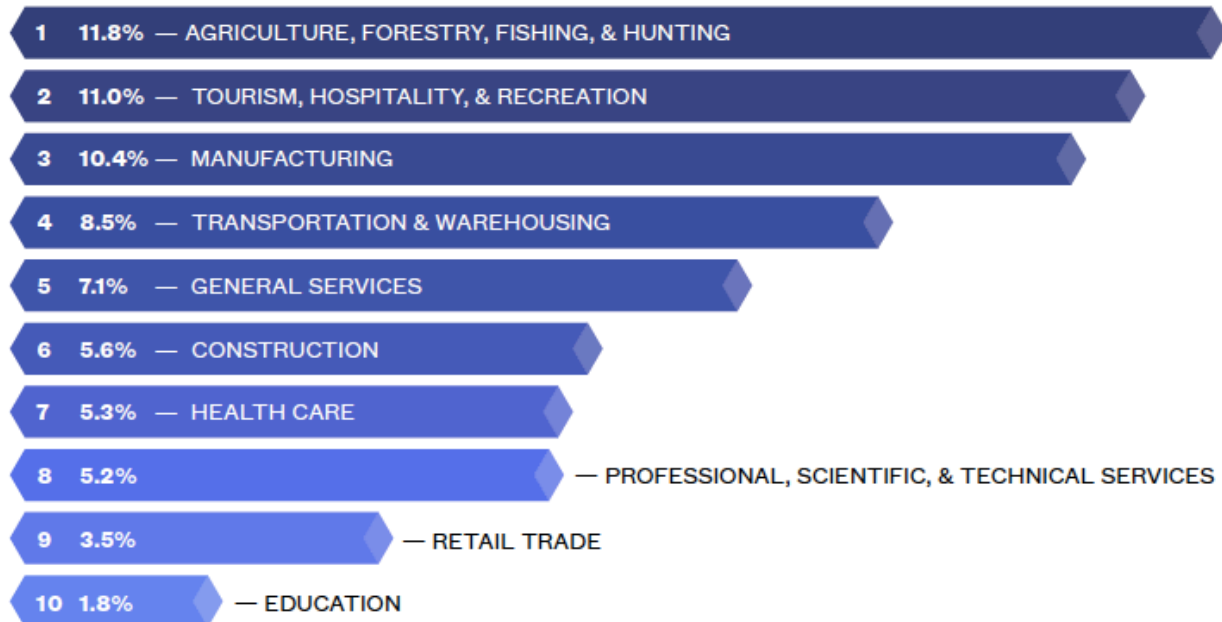 1 11.8% — AGRICULTURE, FORESTRY, FISHING, & HUNTING
2 11.0% — TOURISM, HOSPITALITY, & RECREATION
3 10.4% — MANUFACTURING
4 8.5% — TRANSPORTATION & WAREHOUSING
5 7.1% — GENERAL SERVICES
6 5.6% — CONSTRUCTION
7 5.3% — HEALTH CARE
8 5.2% — PROFESSIONAL, SCIENTIFIC, & TECHNICAL SERVICES
9 3.5% — RETAIL TRADE
10 1.8% — EDUCATION